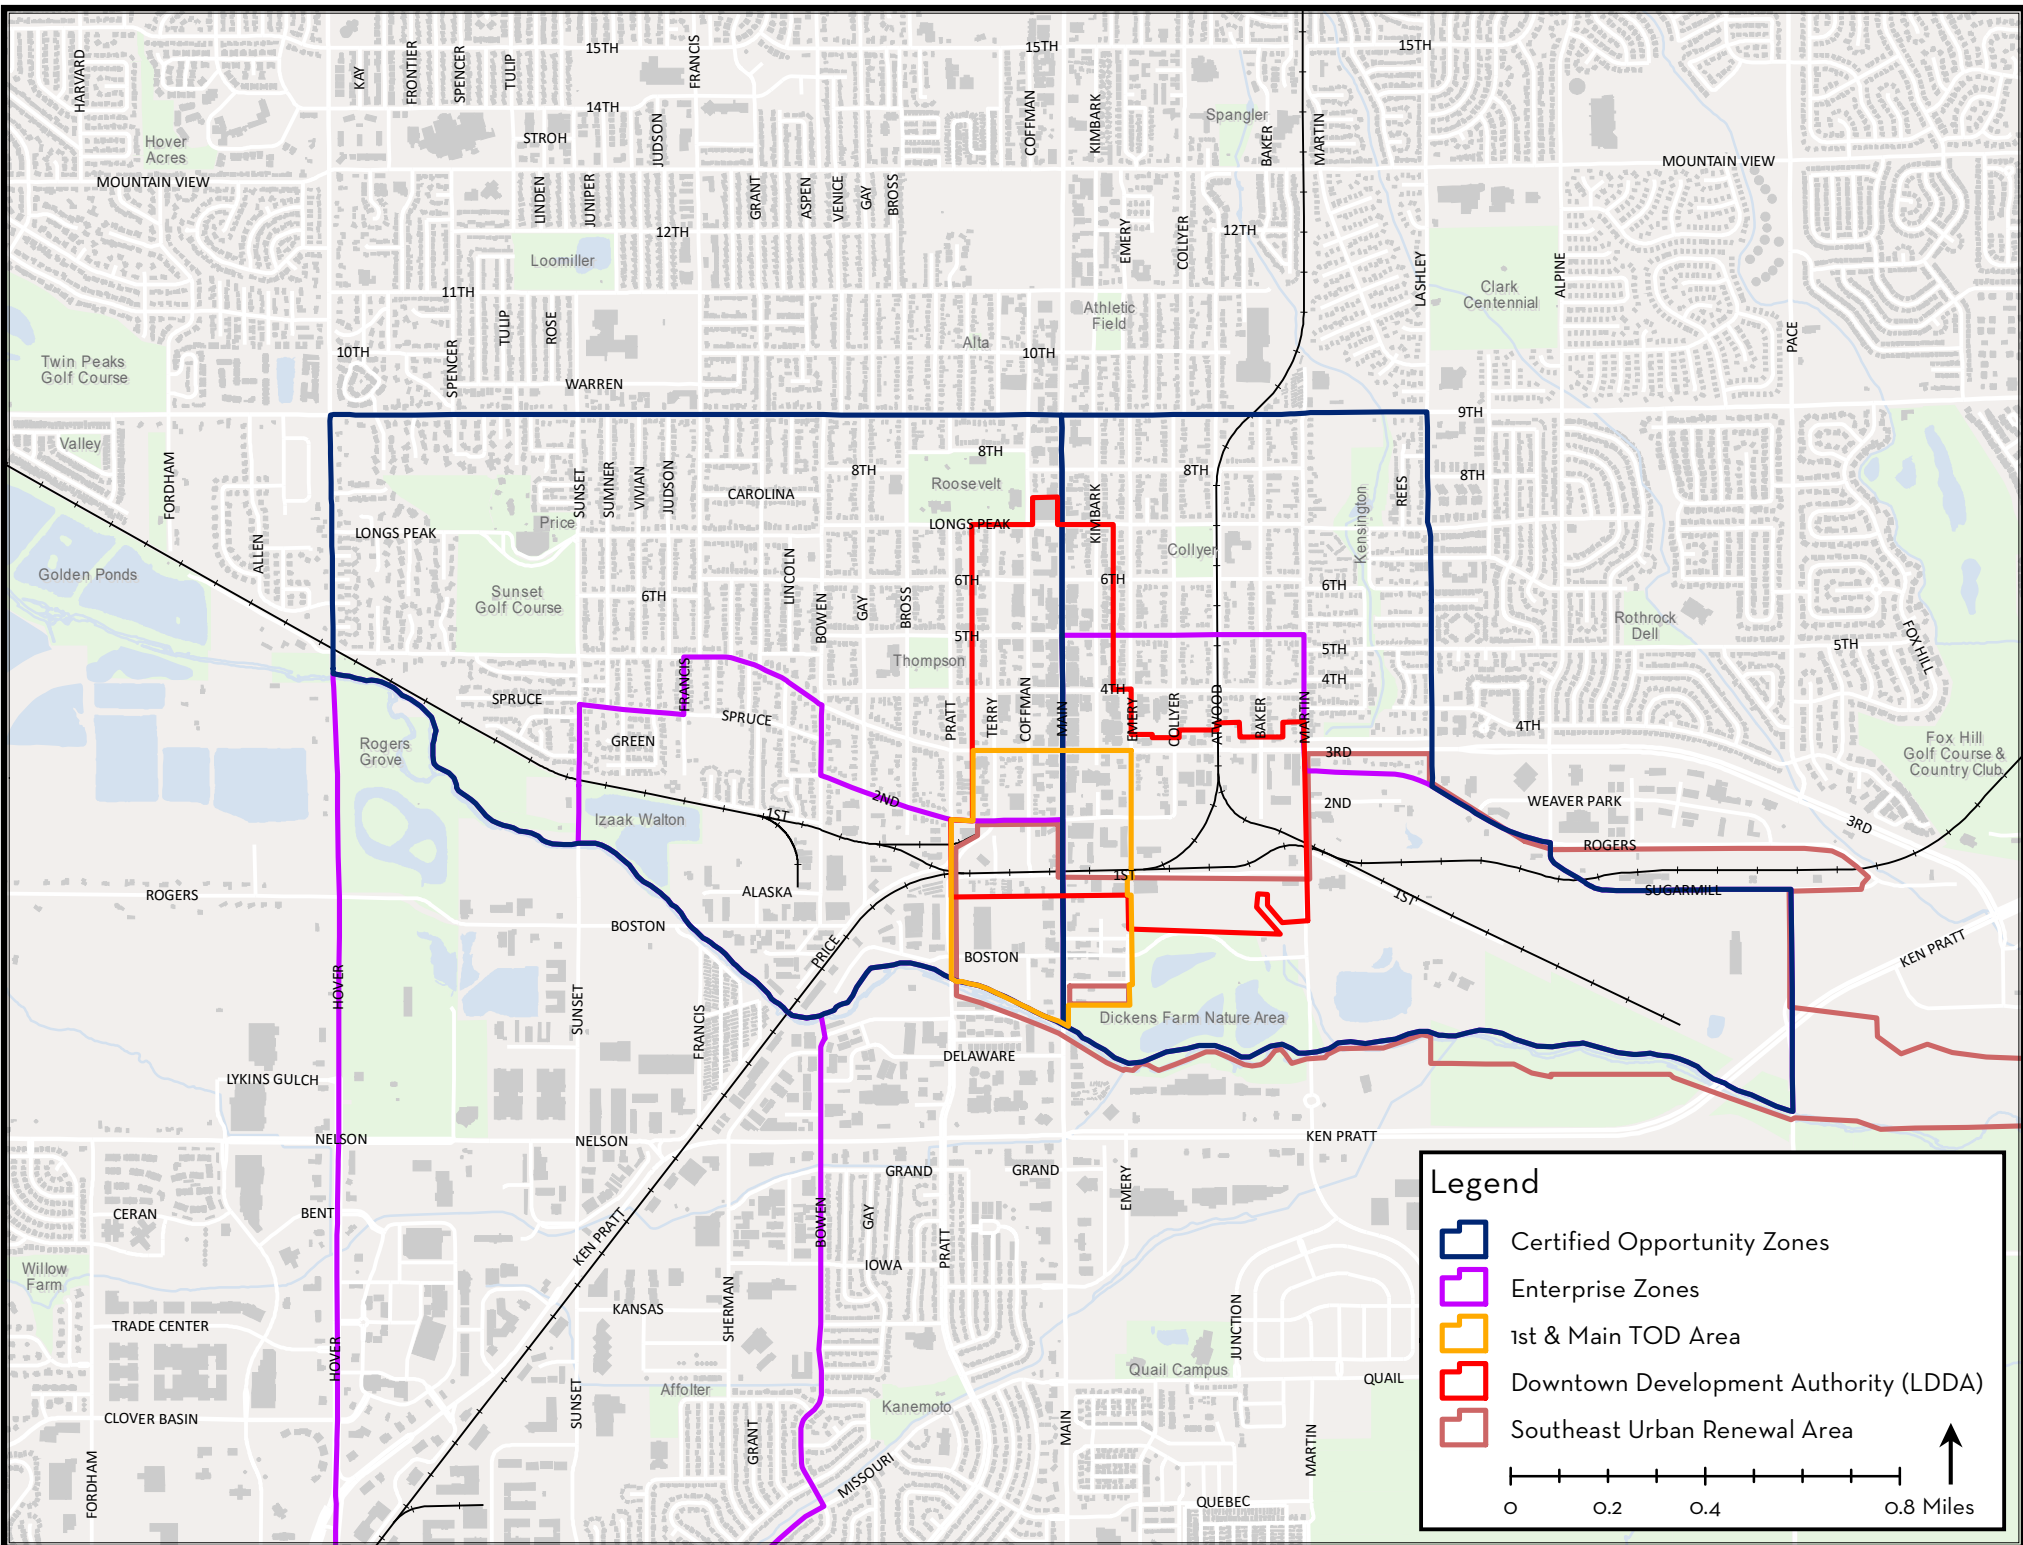 HARVARD
KAY
FRONTIER
SPENCER
TULIP
15TH
FRANCIS
15TH
15TH
14TH
STROH
JUDSON
COFFMAN
KIMBARK
Spangler
BAKER
MARTIN
Hover
Acres
MOUNTAIN VIEW
MOUNTAIN VIEW
LINDEN
JUNIPER
GRANT
ASPEN
VENICE
GAY
BROSS
12TH
EMERY
COLLYER
12TH
Loomiller
11TH
LASHLEY
Clark
Centennial
ALPINE
TULIP
ROSE
Athletic
Field
PACE
10TH
SPENCER
Alta
10TH
Twin Peaks
Golf Course
WARREN
9TH
Valley
FORDHAM
SUNSET
SUMNER
VIVIAN
JUDSON
CAROLINA
8TH
8TH
8TH
8TH
Roosevelt
REES
KIMBARK
Kensington
LONGS PEAK
Price
LONGS PEAK
ALLEN
Collyer
Golden Ponds
LINCOLN
6TH
6TH
6TH
Sunset
Golf Course
6TH
BOWEN
GAY
BROSS
Rothrock
Dell
5TH
5TH
5TH
FOX HILL
Thompson
FRANCIS
4TH
4TH
SPRUCE
SPRUCE
PRATT
TERRY
COFFMAN
MAIN
EMERY
COLLYER
ATWOOD
BAKER
MARTIN
4TH
GREEN
Rogers
Grove
3RD
Fox Hill
Golf Course &
Country Club
2ND
2ND
WEAVER PARK
Izaak Walton
1ST
3RD
ROGERS
1ST
ROGERS
ALASKA
SUGARMILL
1ST
BOSTON
PRICE
BOSTON
KEN PRATT
HOVER
SUNSET
FRANCIS
Dickens Farm Nature Area
DELAWARE
LYKINS GULCH
NELSON
NELSON
KEN PRATT
GRAND
GRAND
EMERY
CERAN
BENT
BOWEN
GAY
KEN PRATT
PRATT
IOWA
Willow
Farm
KANSAS
SHERMAN
JUNCTION
TRADE CENTER
HOVER
Quail Campus
QUAIL
SUNSET
Affolter
Kanemoto
CLOVER BASIN
GRANT
MAIN
MARTIN
FORDHAM
MISSOURI
QUEBEC
Legend
Certified Opportunity Zones
Enterprise Zones
1st & Main TOD Area
Downtown Development Authority (LDDA)
Southeast Urban Renewal Area
0 0.2 0.4 0.8 Miles